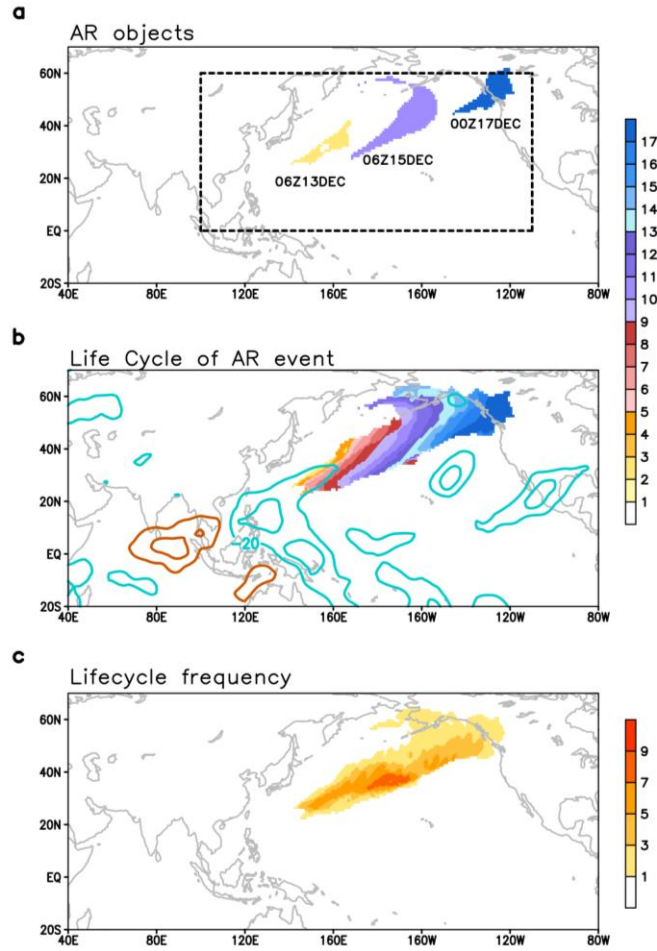 a
AR objects
60N
40N
20N
EQ
20S
40E 80E 120E 160E 160W 120W 80W
06Z13DEC
06Z15DEC
00Z17DEC
17
16
15
14
13
12
11
10
9
8
7
6
5
4
3
2
1
b
Life Cycle of AR event
60N
40N
20N
EQ
20S
40E 80E 120E 160E 160W 120W 80W
-20
c
Lifecycle frequency
60N
40N
20N
EQ
20S
40E 80E 120E 160E 160W 120W 80W
9
7
5
3
1